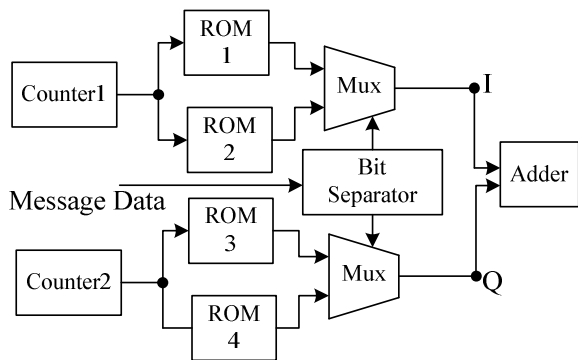 ROM
1
Mux
I
Counter1
ROM
2
Bit
Separator
Adder
Message Data
ROM
3
Counter2
Mux
Q
ROM
4